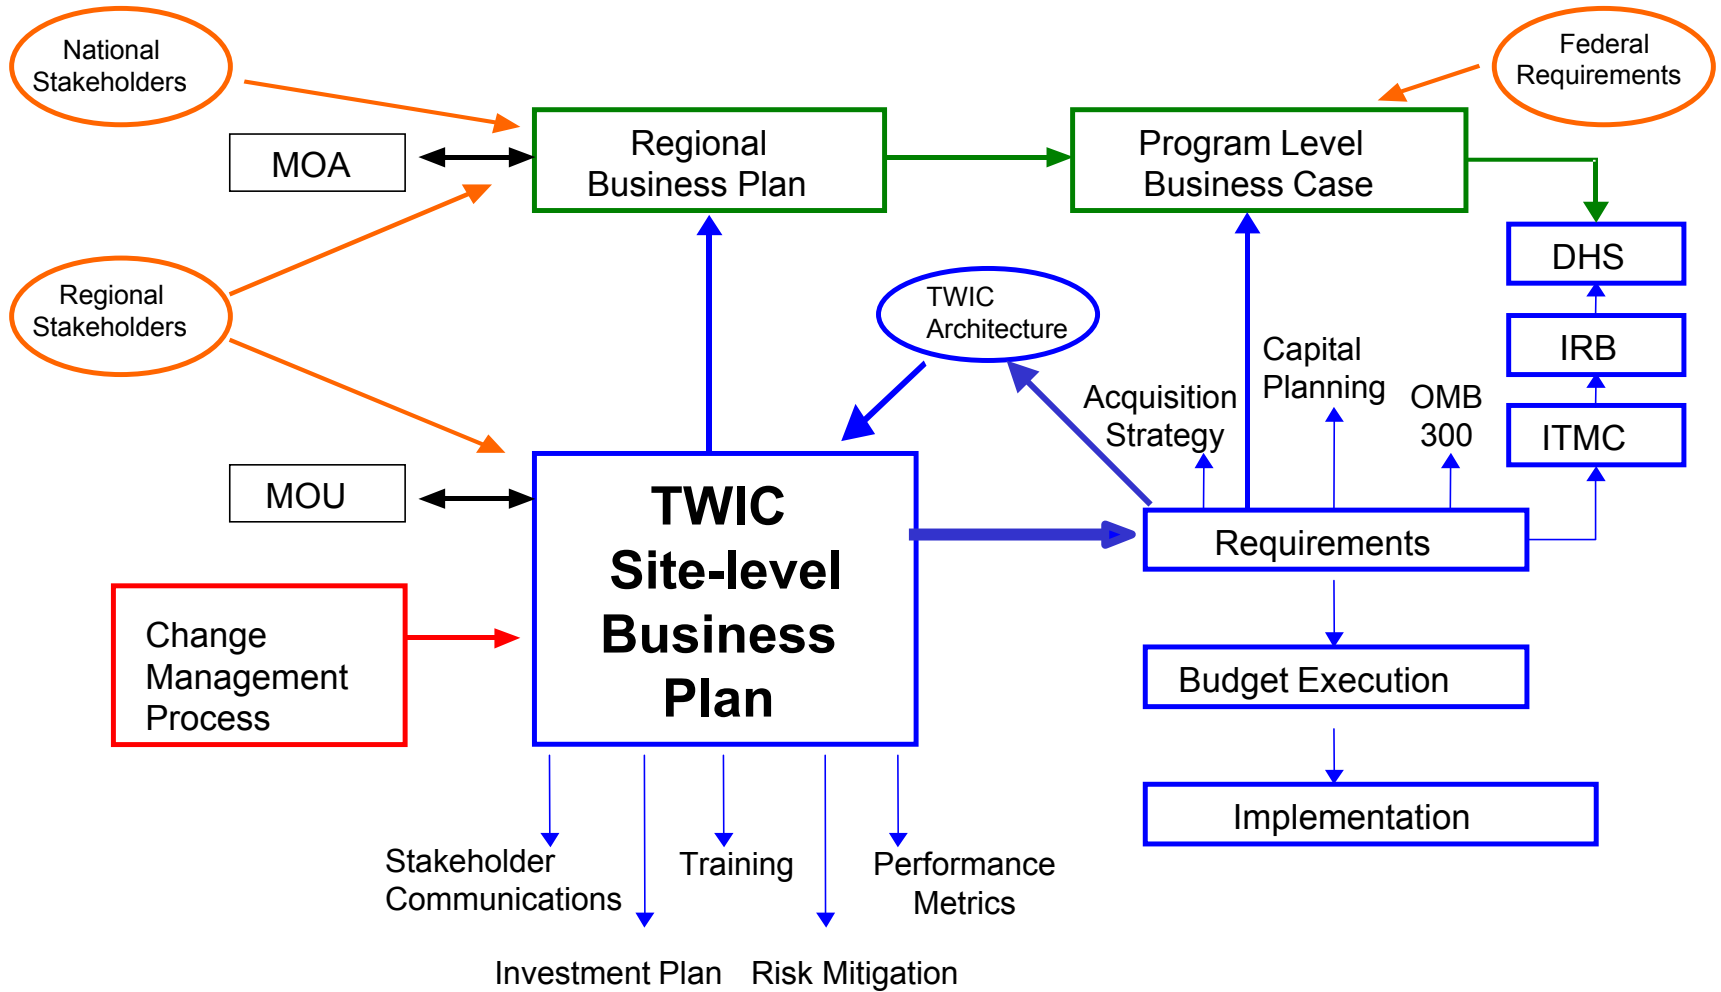 National
Stakeholders
Federal
Requirements
MOA
Regional
Business Plan
Program Level
Business Case
DHS
Regional
Stakeholders
TWIC
Architecture
Capital
Planning
IRB
Acquisition
Strategy
OMB
300
ITMC
MOU
TWIC
Site-level
Business
Plan
Requirements
Change
Management
Process
Budget Execution
Implementation
Stakeholder
Communications
Training
Performance
Metrics
Investment Plan
Risk Mitigation